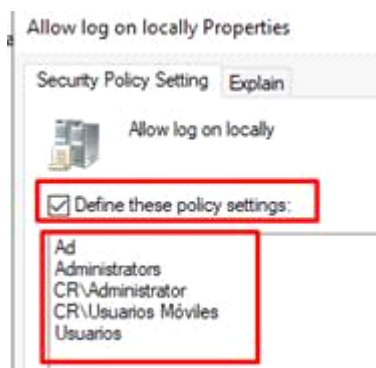 Allow log on locally Properties
Security Policy Setting Explain
Allow log on locally
Define these policy settings:
Ad
Administrators
CR\Administrator
CR\Usuarios Móviles
Usuarios